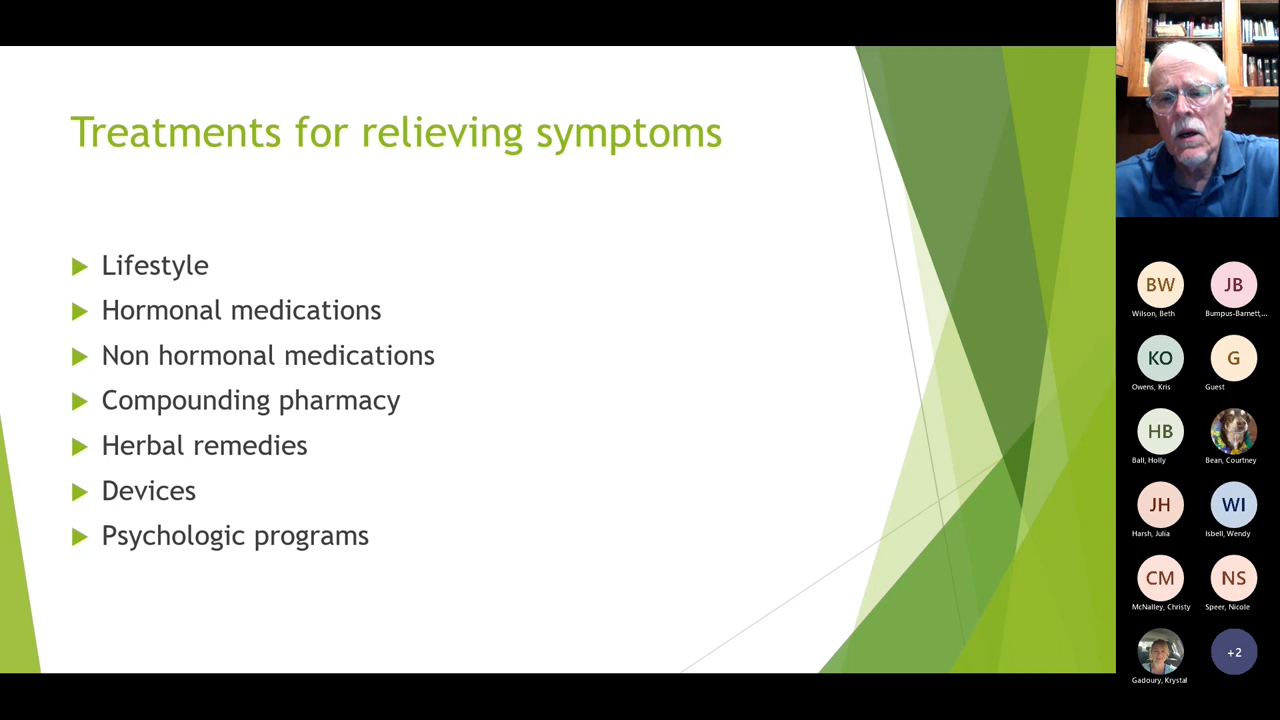 Treatments for relieving symptoms
Lifestyle
Hormonal medications
Non hormonal medications
Compounding pharmacy
Herbal remedies
Devices
Psychologic programs
BW
JB
Wilson, Beth
Bumpus-Barnett,...
KO
G
Owens, Kris
Guest
HB
Ball, Holly
Bean, Courtney
JH
WI
Harsh, Julia
Isbell, Wendy
CM
NS
McNalley, Christy
Speer, Nicole
+2
Gadoury, Krystal